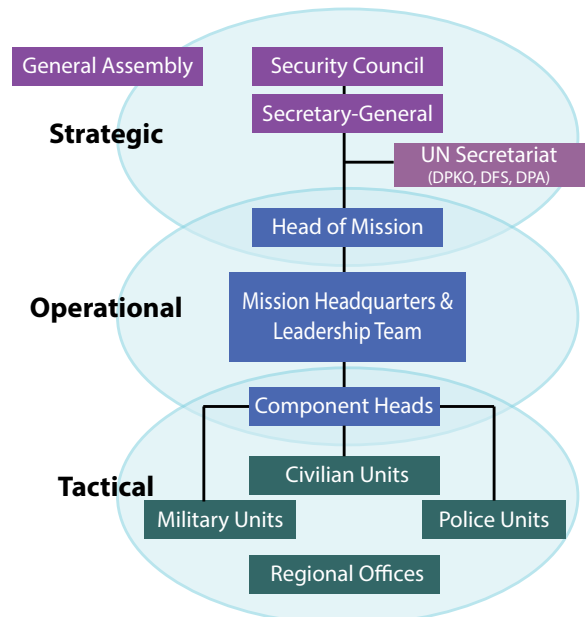 General Assembly
Security Council
Secretary-General
Strategic
UN Secretariat
(DPKO, DFS, DPA)
Head of Mission
Operational
Mission Headquarters &
Leadership Team
Component Heads
Tactical
Civilian Units
Military Units
Police Units
Regional Offices